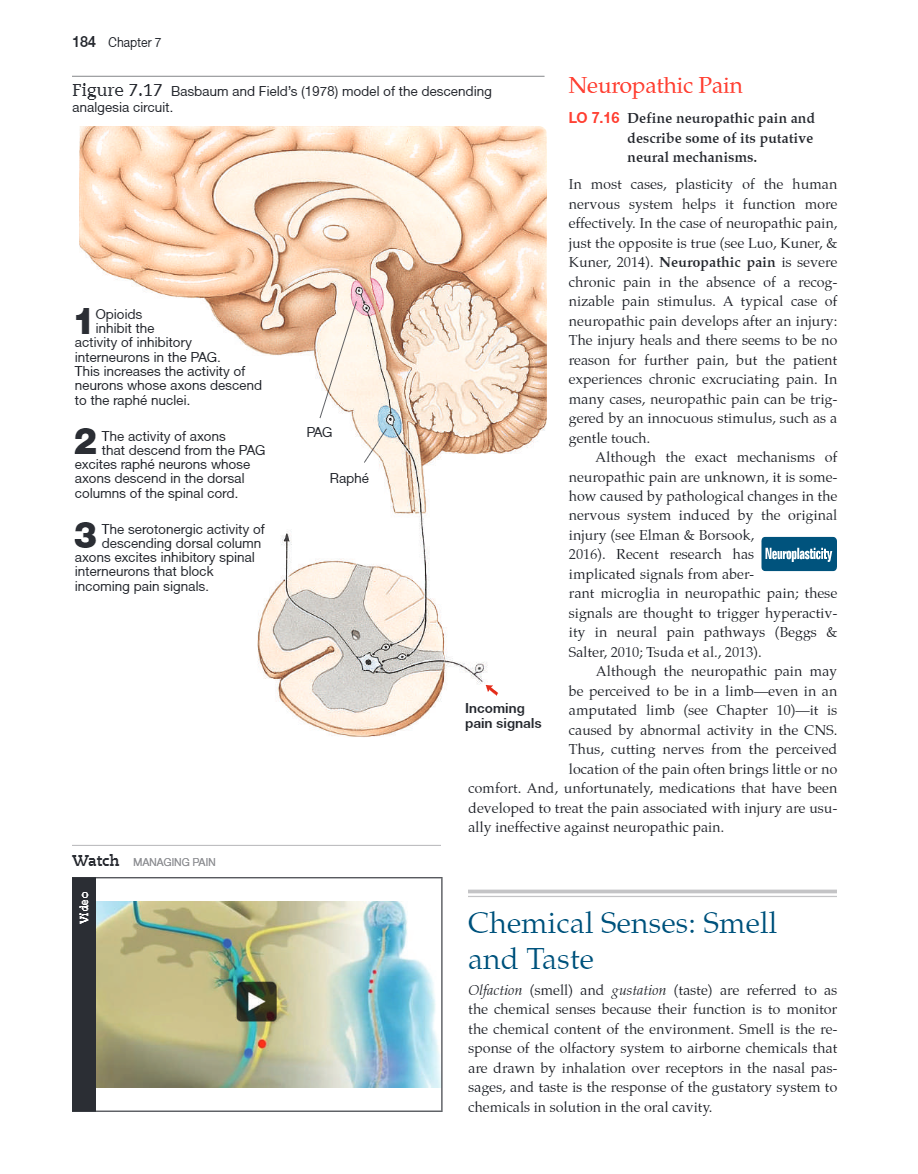 184 Chapter 7
Figure 7.17 Basbaum and Field's (1978) model of the descending
analgesia circuit.
1 Opioids
inhibit the
activity of inhibitory
interneurons in the PAG.
This increases the activity of
neurons whose axons descend
to the raphé nuclei.
2 The activity of axons
that descend from the PAG
excites raphé neurons whose
axons descend in the dorsal
columns of the spinal cord.
3 The serotonergic activity of
descending dorsal column
axons excites inhibitory spinal
interneurons that block
incoming pain signals.
PAG
Raphé
Incoming
pain signals
Watch MANAGING PAIN
Video
Neuropathic Pain
LO 7.16 Define neuropathic pain and
describe some of its putative
neural mechanisms.
In most cases, plasticity of the human
nervous system helps it function more
effectively. In the case of neuropathic pain,
just the opposite is true (see Luo, Kuner, &
Kuner, 2014). Neuropathic pain is severe
chronic pain in the absence of a recog-
nizable pain stimulus. A typical case of
neuropathic pain develops after an injury:
The injury heals and there seems to be no
reason for further pain, but the patient
experiences chronic excruciating pain. In
many cases, neuropathic pain can be trig-
gered by an innocuous stimulus, such as a
gentle touch.
Although the exact mechanisms of
neuropathic pain are unknown, it is some-
how caused by pathological changes in the
nervous system induced by the original
injury (see Elman & Borsook,
2016). Recent research has
implicated signals from aber-
Neuroplasticity
rant microglia in neuropathic pain; these
signals are thought to trigger hyperactiv-
ity in neural pain pathways (Beggs &
Salter, 2010; Tsuda et al., 2013).
Although the neuropathic pain may
be perceived to be in a limb—even in an
amputated limb (see Chapter 10)—it is
caused by abnormal activity in the CNS.
Thus, cutting nerves from the perceived
location of the pain often brings little or no
comfort. And, unfortunately, medications that have been
developed to treat the pain associated with injury are usu-
ally ineffective against neuropathic pain.
Chemical Senses: Smell
and Taste
Olfaction (smell) and gustation (taste) are referred to as
the chemical senses because their function is to monitor
the chemical content of the environment. Smell is the re-
sponse of the olfactory system to airborne chemicals that
are drawn by inhalation over receptors in the nasal pas-
sages, and taste is the response of the gustatory system to
chemicals in solution in the oral cavity.